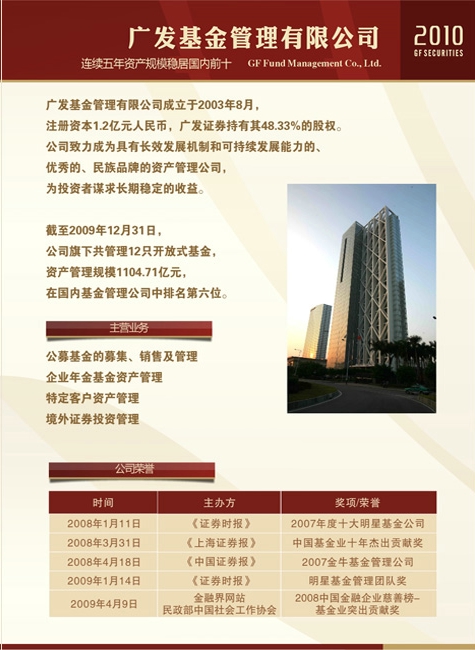 广发基金管理有限公司
2010
GF SECURITIES
连续五年资产规模稳居国内前十 GF Fund Management Co., Ltd.
广发基金管理有限公司成立于2003年8月，
注册资本1.2亿元人民币，广发证券持有其48.33%的股权。
公司致力成为具有长效发展机制和可持续发展能力的、
优秀的、民族品牌的资产管理公司，
为投资者谋求长期稳定的收益。
截至2009年12月31日，
公司旗下共管理12只开放式基金，
资产管理规模1104.71亿元，
在国内基金管理公司中排名第六位。
主营业务
公募基金的募集、销售及管理
企业年金基金资产管理
特定客户资产管理
境外证券投资管理
公司荣誉
时间 主办方 奖项/荣誉
2008年1月11日 《证券时报》 2007年度十大明星基金公司
2008年3月31日 《上海证券报》 中国基金业十年杰出贡献奖
2008年4月18日 《中国证券报》 2007金牛基金管理公司
2009年1月14日 《证券时报》 明星基金管理团队奖
2009年4月9日 金融界网站 2008中国金融企业慈善榜-
民政部中国社会工作协会 基金业突出贡献奖